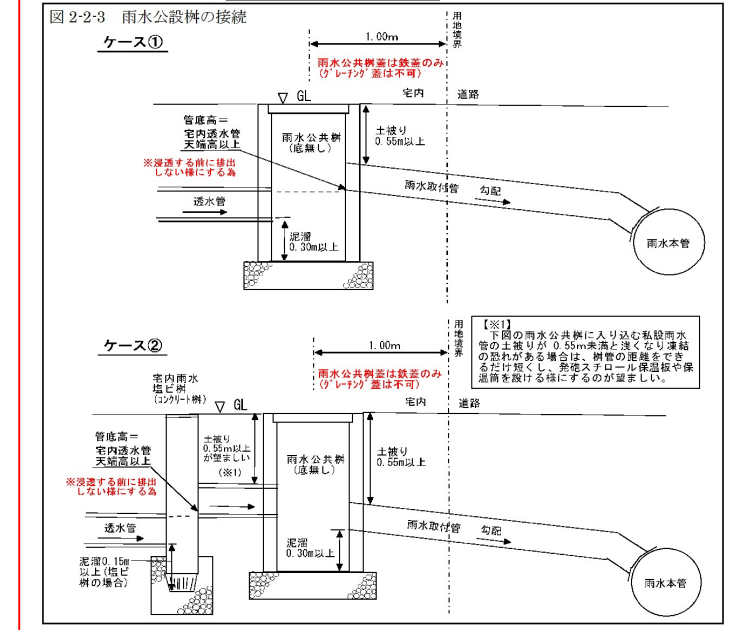 図 2-2-3　雨水公設桝の接続
ケース①
1.00m
用地境界
雨水公共桝蓋は鉄蓋のみ
(グレーチング蓋は不可)
GL
宅内
道路
管底高＝
宅内透水管
天端高以上
※浸透する前に排出
しない様にする為
雨水公共桝
(底無し)
土被り
0.55m以上
透水管
雨水取付管
勾配
泥溜
0.30m以上
雨水本管
ケース②
1.00m
用地境界
【※1】
下図の雨水公共桝に入り込む私設雨水
管の土被りが 0.55m未満と浅くなり凍結
の恐れがある場合は、桝管の距離をでき
るだけ短くし、発砲スチロール保温板や保
温筒を設ける様にするのが望ましい。
雨水公共桝蓋は鉄蓋のみ
(グレーチング蓋は不可)
宅内雨水
塩ビ桝
(コンクリート桝)
GL
宅内
道路
管底高＝
宅内透水管
天端高以上
※浸透する前に排出
しない様にする為
土被り
0.55m以上
が望ましい
(※1)
雨水公共桝
(底無し)
土被り
0.55m以上
透水管
雨水取付管
勾配
泥溜0.15m
以上(塩ビ
桝の場合)
泥溜
0.30m以上
雨水本管